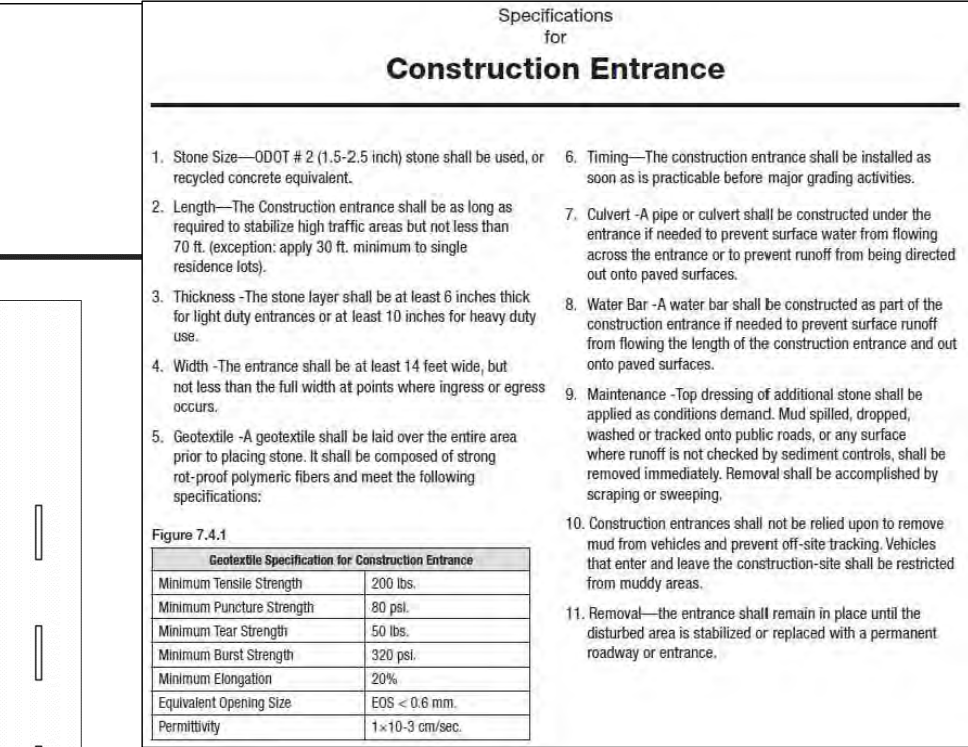 Specifications
for
Construction Entrance
1. Stone Size—ODOT # 2 (1.5-2.5 inch) stone shall be used, or
recycled concrete equivalent.
2. Length—The Construction entrance shall be as long as
required to stabilize high traffic areas but not less than
70 ft. (exception: apply 30 ft. minimum to single
residence lots).
3. Thickness -The stone layer shall be at least 6 inches thick
for light duty entrances or at least 10 inches for heavy duty
use.
4. Width -The entrance shall be at least 14 feet wide, but
not less than the full width at points where ingress or egress
occurs.
5. Geotextile -A geotextile shall be laid over the entire area
prior to placing stone. It shall be composed of strong
rot-proof polymeric fibers and meet the following
specifications:
Figure 7.4.1
Geotextile Specification for Construction Entrance
Minimum Tensile Strength 200 lbs.
Minimum Puncture Strength 80 psi.
Minimum Tear Strength 50 lbs.
Minimum Burst Strength 320 psi.
Minimum Elongation 20%
Equivalent Opening Size EOS < 0.6 mm.
Permittivity 1×10-3 cm/sec.
6. Timing—The construction entrance shall be installed as
soon as is practicable before major grading activities.
7. Culvert -A pipe or culvert shall be constructed under the
entrance if needed to prevent surface water from flowing
across the entrance or to prevent runoff from being directed
out onto paved surfaces.
8. Water Bar -A water bar shall be constructed as part of the
construction entrance if needed to prevent surface runoff
from flowing the length of the construction entrance and out
onto paved surfaces.
9. Maintenance -Top dressing of additional stone shall be
applied as conditions demand. Mud spilled, dropped,
washed or tracked onto public roads, or any surface
where runoff is not checked by sediment controls, shall be
removed immediately. Removal shall be accomplished by
scraping or sweeping.
10. Construction entrances shall not be relied upon to remove
mud from vehicles and prevent off-site tracking. Vehicles
that enter and leave the construction-site shall be restricted
from muddy areas.
11. Removal—the entrance shall remain in place until the
disturbed area is stabilized or replaced with a permanent
roadway or entrance.